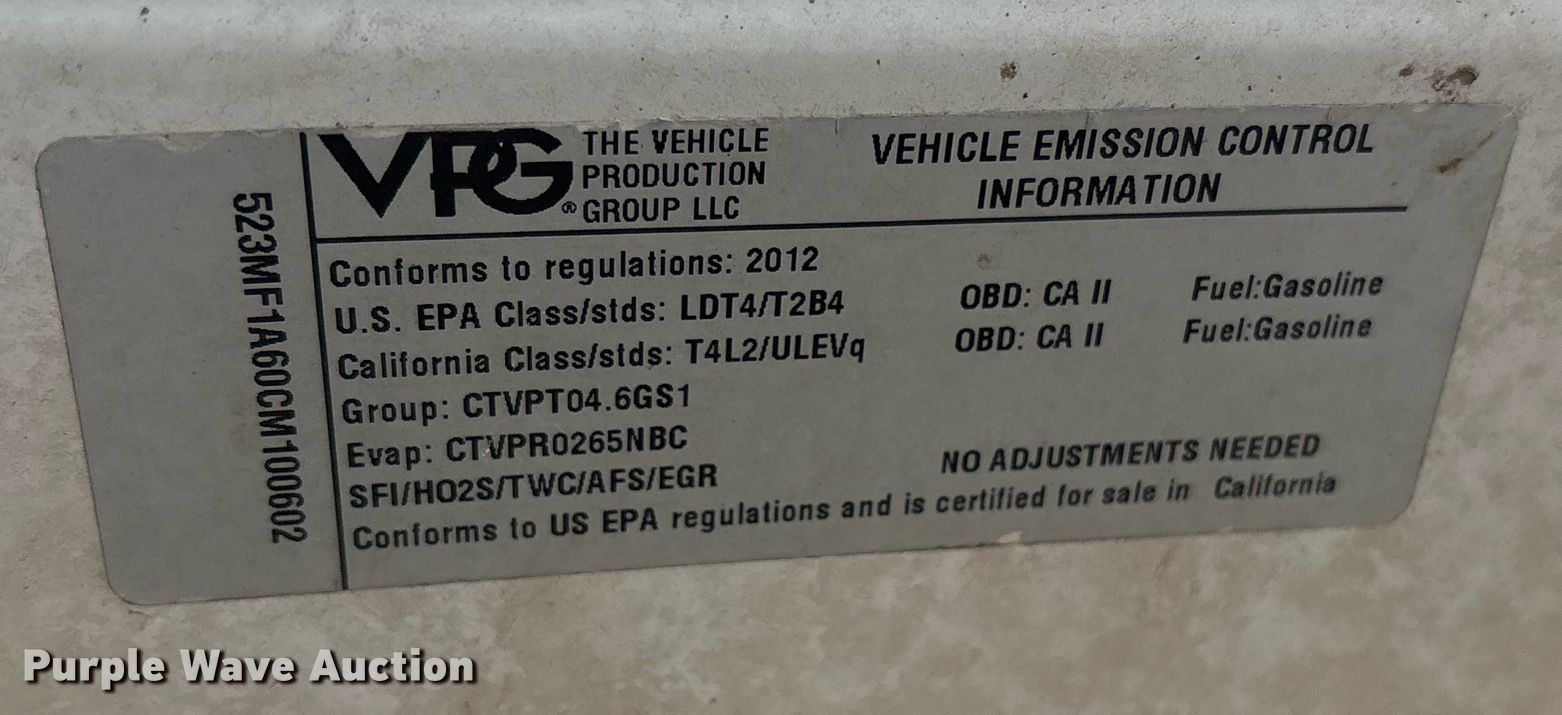 523MF1A60CM100602
VPG® THE VEHICLE
PRODUCTION
GROUP LLC
VEHICLE EMISSION CONTROL
INFORMATION
Conforms to regulations: 2012
U.S. EPA Class/stds: LDT4/T2B4 OBD: CA II Fuel:Gasoline
California Class/stds: T4L2/ULEVq OBD: CA II Fuel:Gasoline
Group: CTVPT04.6GS1
Evap: CTVPR0265NBC
SFI/HO2S/TWC/AFS/EGR NO ADJUSTMENTS NEEDED
Conforms to US EPA regulations and is certified for sale in California
Purple Wave Auction